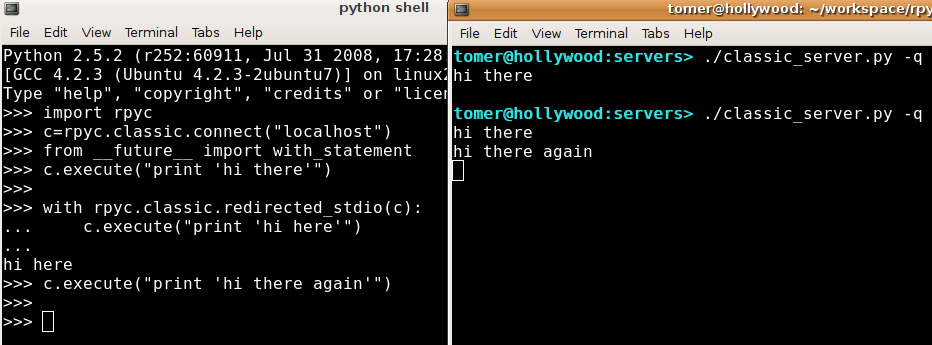 python shell
File Edit View Terminal Tabs Help
Python 2.5.2 (r252:60911, Jul 31 2008, 17:28
[GCC 4.2.3 (Ubuntu 4.2.3-2ubuntu7)] on linux2
Type "help", "copyright", "credits" or "licen
>>> import rpyc
>>> c=rpyc.classic.connect("localhost")
>>> from __future__ import with_statement
>>> c.execute("print 'hi there'")
>>>
>>> with rpyc.classic.redirected_stdio(c):
...     c.execute("print 'hi here'")
...
hi here
>>> c.execute("print 'hi there again'")
>>>
>>>
tomer@hollywood: ~/workspace/rpy
File Edit View Terminal Tabs Help
tomer@hollywood:servers> ./classic_server.py -q
hi there
tomer@hollywood:servers> ./classic_server.py -q
hi there
hi there again